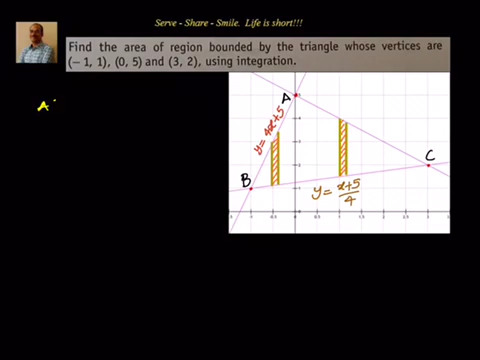 Serve - Share - Smile. Life is short!!!
Find the area of region bounded by the triangle whose vertices are
(– 1, 1), (0, 5) and (3, 2), using integration.
A
A
y = 4x+5
B
C
y = x+5/4